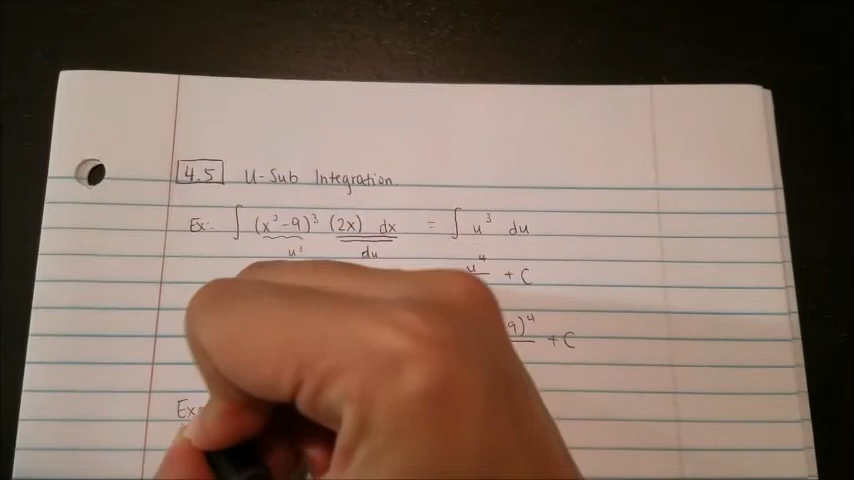 4.5 U-Sub Integration
Ex: ∫ (x²-9)³ (2x) dx = ∫ u³ du
u³ du
u⁴ + C
9)⁴ + C
Ex